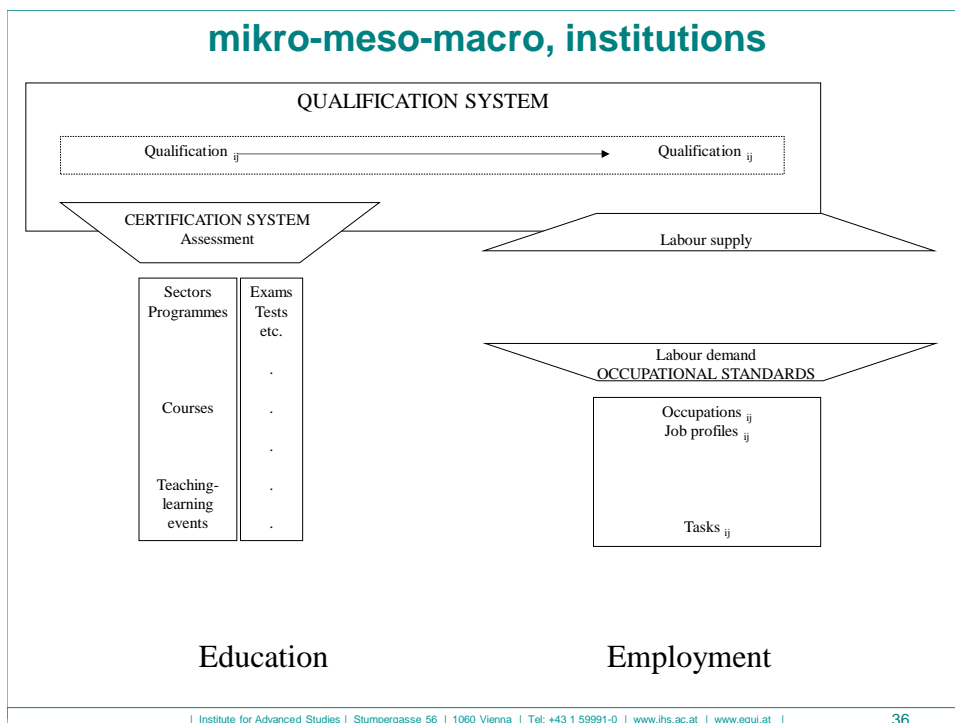 mikro-meso-macro, institutions
QUALIFICATION SYSTEM
Qualification ij
Qualification ij
CERTIFICATION SYSTEM
Assessment
Labour supply
Sectors
Programmes
Courses
Teaching-
learning
events
Exams
Tests
etc.
.
.
.
.
.
Labour demand
OCCUPATIONAL STANDARDS
Occupations ij
Job profiles ij
Tasks ij
Education
Employment
| Institute for Advanced Studies | Stumpergasse 56 | 1060 Vienna | Tel: +43 1 59991-0 | www.ihs.ac.at | www.equi.at |
36